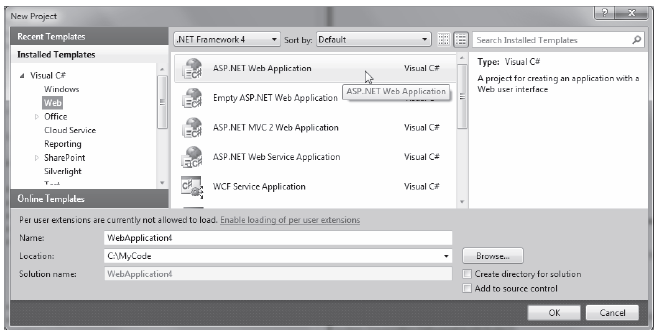 New Project
Recent Templates
Installed Templates
Visual C#
Windows
Web
Office
Cloud Service
Reporting
SharePoint
Silverlight
Test
Online Templates
.NET Framework 4
Sort by: Default
ASP.NET Web Application Visual C#
ASP.NET Web Application
Empty ASP.NET Web Application Visual C#
ASP.NET MVC 2 Web Application Visual C#
ASP.NET Web Service Application Visual C#
WCF Service Application Visual C#
Search Installed Templates
Type: Visual C#
A project for creating an application with a
Web user interface
Per user extensions are currently not allowed to load. Enable loading of per user extensions
Name: WebApplication4
Location: C:\MyCode
Browse...
Solution name: WebApplication4
Create directory for solution
Add to source control
OK
Cancel